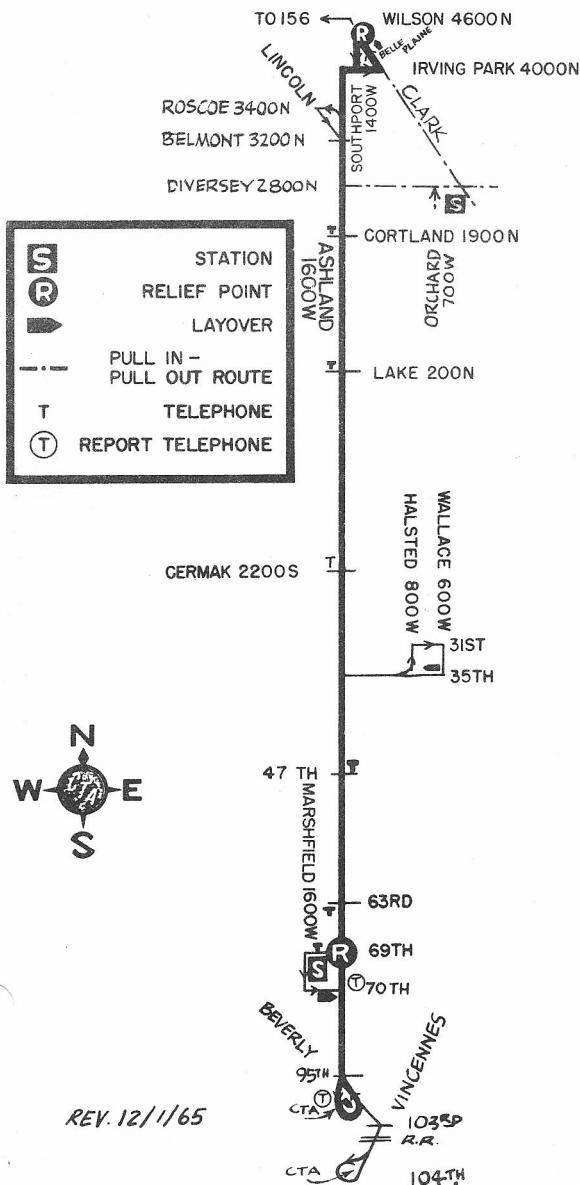 TO 156 WILSON 4600N
R
BELLE PLAINE
IRVING PARK 4000N
LINCOLN
CLARK
SOUTHPORT
1400W
ROSCOE 3400N
BELMONT 3200N
DIVERSEY 2800N
S
T CORTLAND 1900N
ORCHARD
700W
ASHLAND
1600W
S STATION
R RELIEF POINT
LAYOVER
PULL IN -
PULL OUT ROUTE
T TELEPHONE
T REPORT TELEPHONE
T LAKE 200N
T
CERMAK 2200S
HALSTED 800W
WALLACE 600W
31ST
35TH
N
W CTA E
S
47 TH T
MARSHFIELD 1600W
63RD
T
T
R 69TH
S
T 70TH
BEVERLY
95TH
VINCENNES
T
CTA
103RD
R.R.
REV. 12/1/65
CTA
104TH